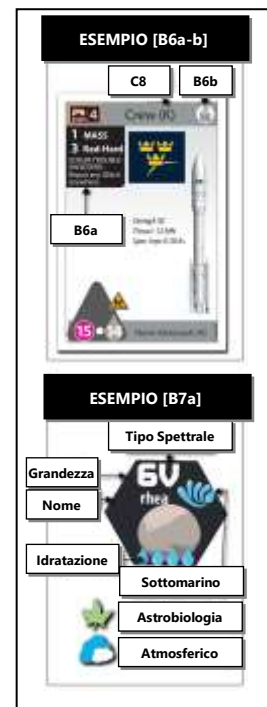 ESEMPIO [B6a-b]
C8 B6b
4 Crew
1 MASS
3 Rad-Hard
B6a
15
ESEMPIO [B7a]
Tipo Spettrale
Grandezza
6V
Nome
rhea
Idratazione
Sottomarino
Astrobiologia
Atmosferico